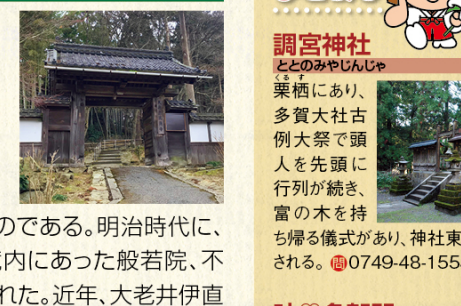 のである。明治時代に、
内にあった般若院、不
れた。近年、大老井伊直
調宮神社
ととのみやじんじゃ
くるす
栗栖にあり、
多賀大社古
例大祭で頭
人を先頭に
行列が続き、
富の木を持
ち帰る儀式があり、神社東
される。問0749-48-155